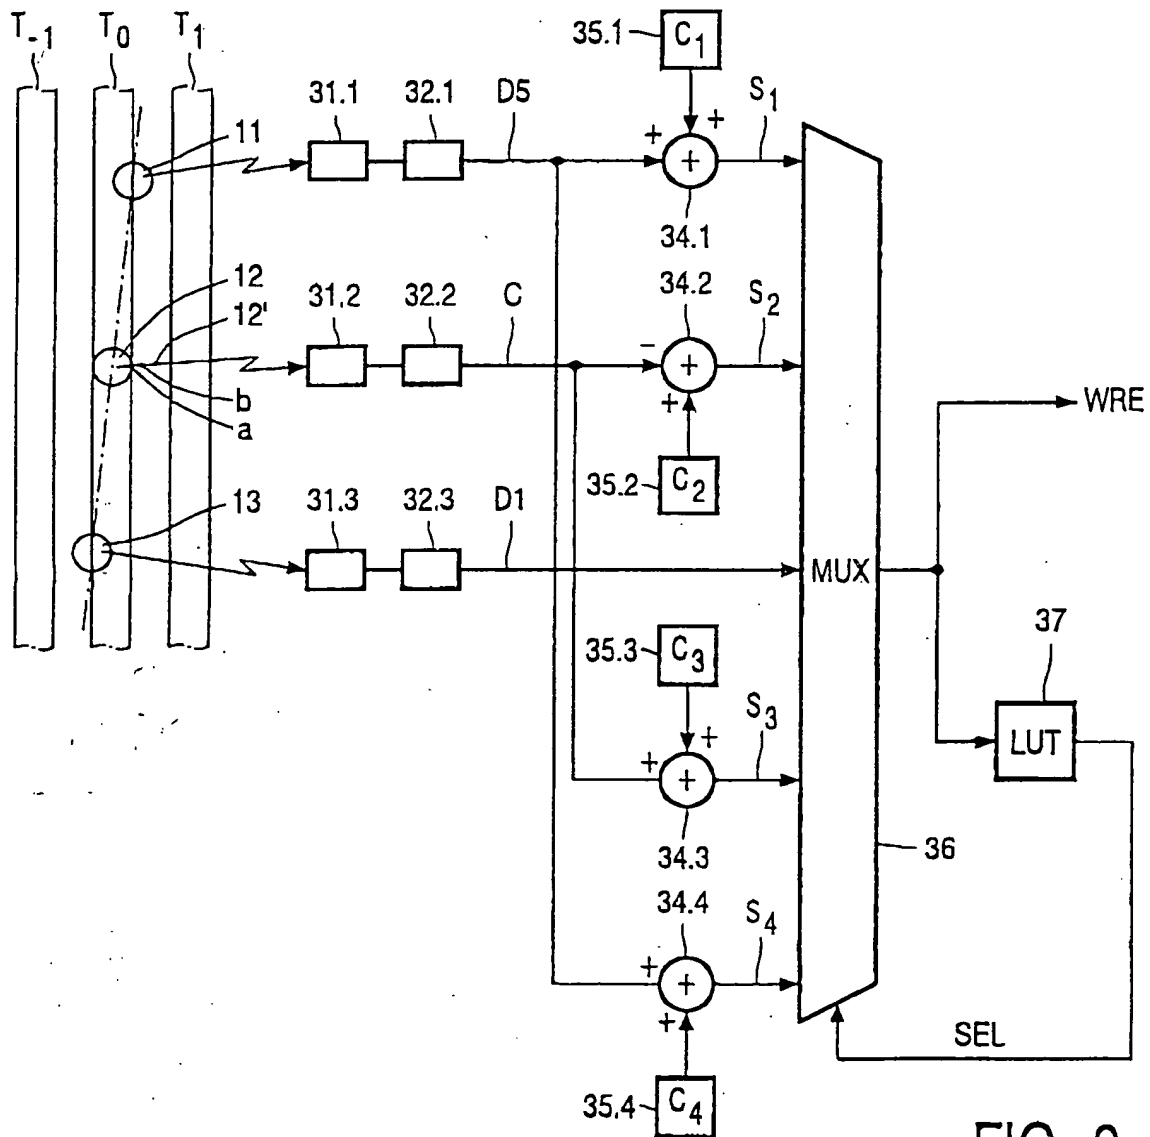 T-1 T0 T1
35.1 C1
31.1 32.1 D5 + + S1
11
+
34.1
12 31.2 32.2 C 34.2 S2
12'
- +
b +
a
WRE
35.2 C2
13 31.3 32.3 D1
MUX
35.3 C3
37
+ S3
LUT
+ +
34.3 36
34.4
+ S4
+
+
SEL
35.4 C4